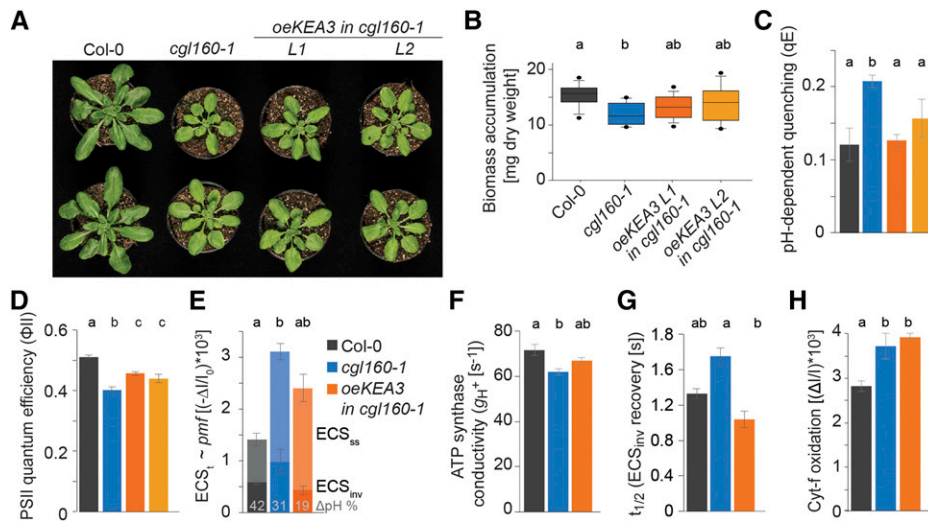 A
oeKEA3 in cgl160-1
Col-0
cgl160-1
L1
L2
B
a
b
ab
ab
Biomass accumulation
[mg dry weight]
20
15
10
0
Col-0
cgl160-1
oeKEA3 L1
in cgl160-1
oeKEA3 L2
in cgl160-1
C
a
b
a
a
pH-dependent quenching (qE)
0.2
0.1
0
D
a
b
c
c
PSII quantum efficiency (ΦII)
0.6
0.4
0.2
0
E
a
b
ab
ECSt ~ pmf [(-ΔI/I0)*10³]
3
2
1
0
Col-0
cgl160-1
oeKEA3
in cgl160-1
ECSss
ECSinv
42
31
19
ΔpH %
F
a
b
ab
ATP synthase
conductivity (gH+ [s-1])
80
60
40
20
0
G
ab
a
b
t1/2 (ECSinv recovery [s])
1.8
1.2
0.6
0
H
a
b
b
Cyt-f oxidation [(ΔI/I)*10³]
4
3
2
1
0